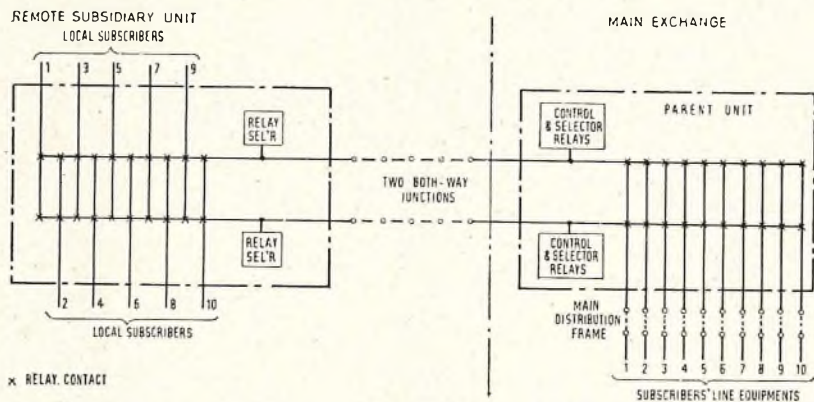 REMOTE SUBSIDIARY UNIT
LOCAL SUBSCRIBERS
1 3 5 7 9
RELAY SEL'R
RELAY SEL'R
2 4 6 8 10
LOCAL SUBSCRIBERS
x RELAY CONTACT
TWO BOTH-WAY
JUNCTIONS
MAIN EXCHANGE
CONTROL
& SELECTOR
RELAYS
PARENT UNIT
CONTROL
& SELECTOR
RELAYS
MAIN
DISTRIBUTION
FRAME
1 2 3 4 5 6 7 8 9 10
SUBSCRIBERS' LINE EQUIPMENTS